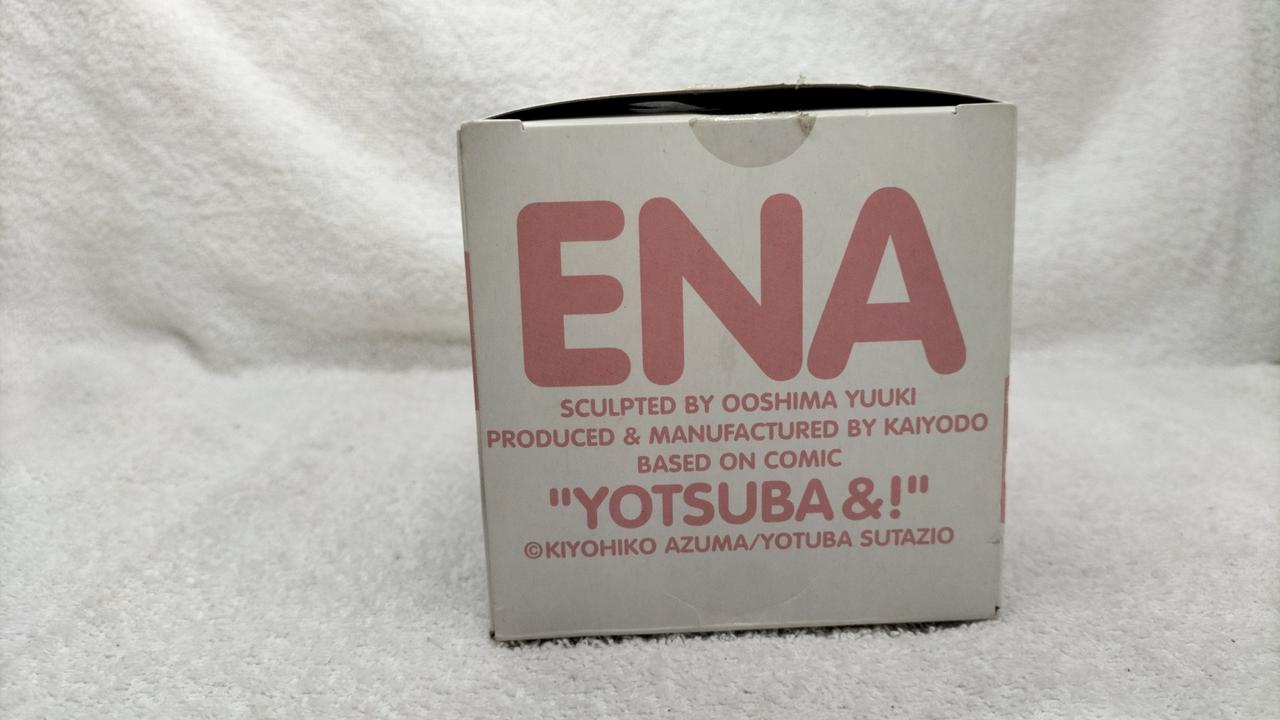 ENA
SCULPTED BY OOSHIMA YUUKI
PRODUCED & MANUFACTURED BY KAIYODO
BASED ON COMIC
"YOTSUBA &!"
©KIYOHIKO AZUMA/YOTUBA SUTAZIO